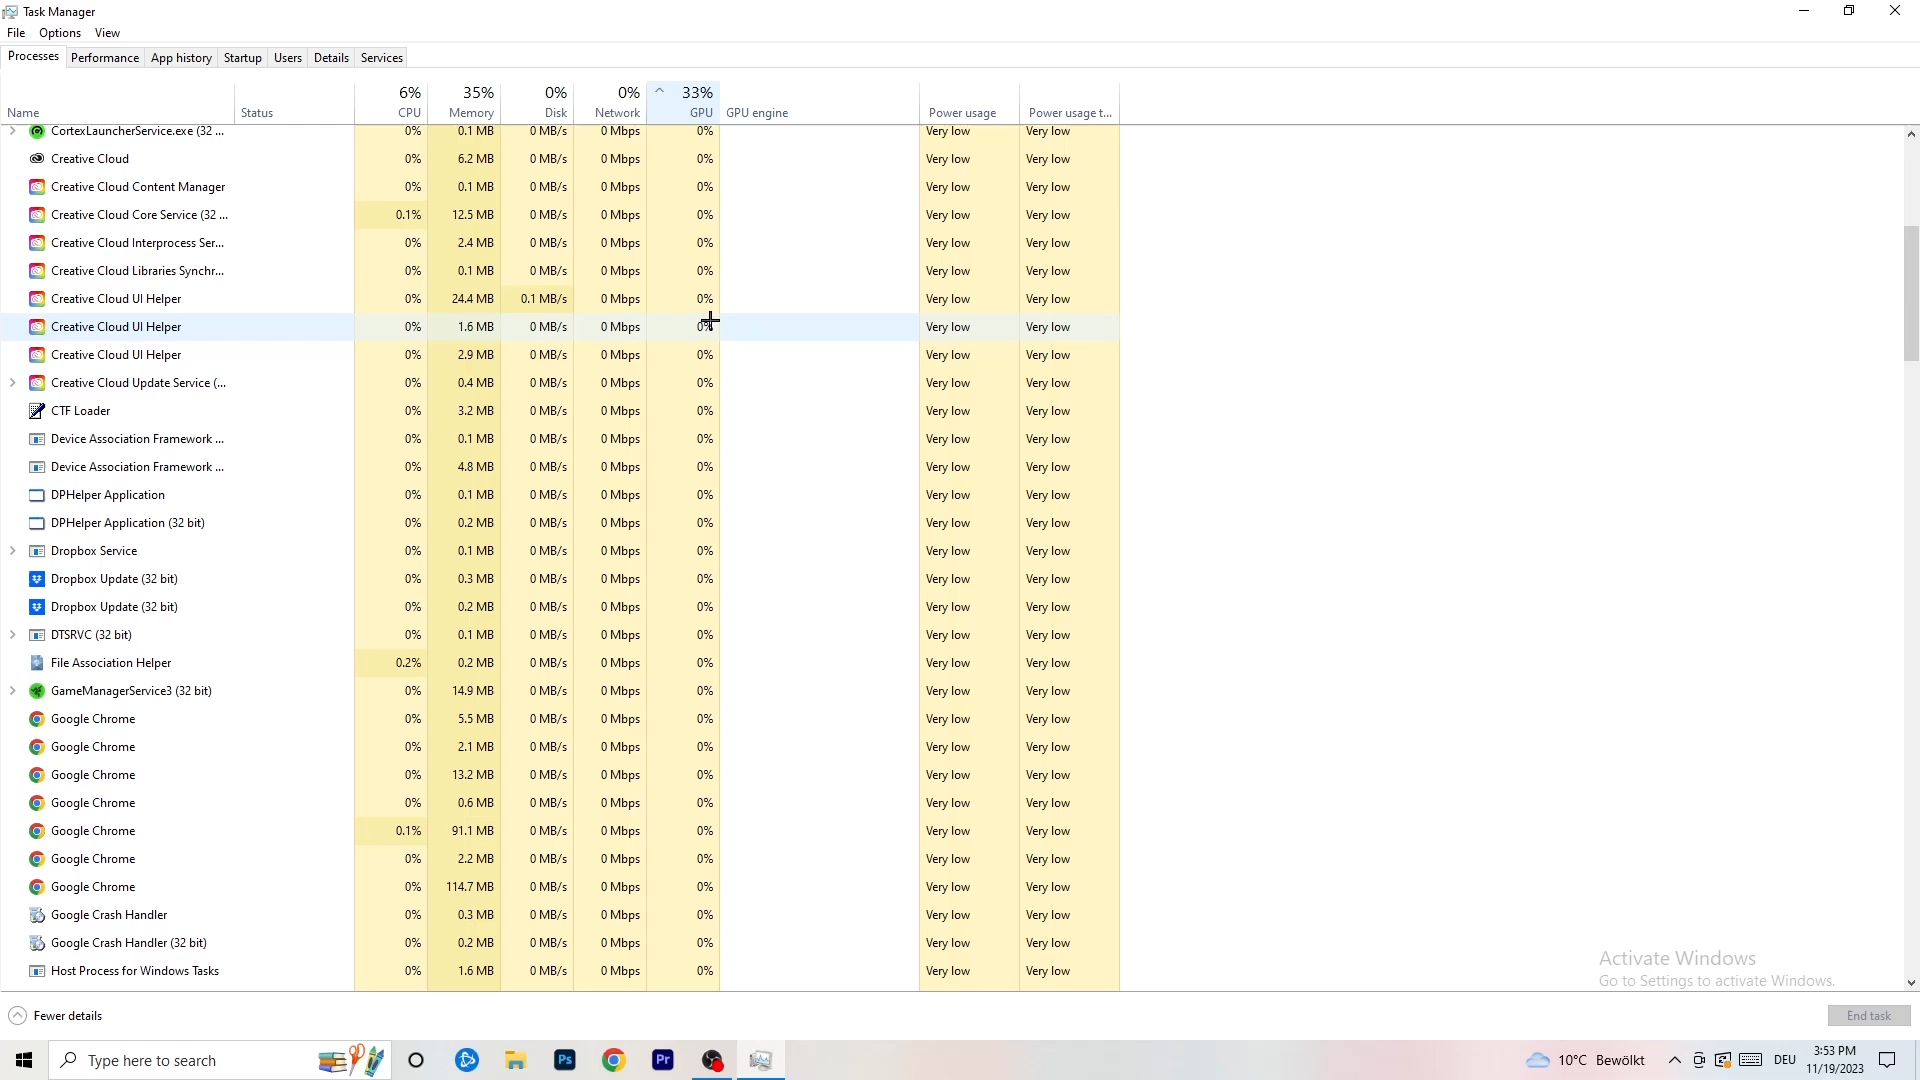 Task Manager
File Options View
Processes Performance App history Startup Users Details Services
6% 35% 0% 0% 33%
Name Status CPU Memory Disk Network GPU GPU engine Power usage Power usage t...
CortexLauncherService.exe (32 ... 0% 0.1 MB 0 MB/s 0 Mbps 0% Very low Very low
Creative Cloud 0% 6.2 MB 0 MB/s 0 Mbps 0% Very low Very low
Creative Cloud Content Manager 0% 0.1 MB 0 MB/s 0 Mbps 0% Very low Very low
Creative Cloud Core Service (32 ... 0.1% 12.5 MB 0 MB/s 0 Mbps 0% Very low Very low
Creative Cloud Interprocess Ser... 0% 2.4 MB 0 MB/s 0 Mbps 0% Very low Very low
Creative Cloud Libraries Synchr... 0% 0.1 MB 0 MB/s 0 Mbps 0% Very low Very low
Creative Cloud UI Helper 0% 24.4 MB 0.1 MB/s 0 Mbps 0% Very low Very low
Creative Cloud UI Helper 0% 1.6 MB 0 MB/s 0 Mbps 0% Very low Very low
Creative Cloud UI Helper 0% 2.9 MB 0 MB/s 0 Mbps 0% Very low Very low
Creative Cloud Update Service (... 0% 0.4 MB 0 MB/s 0 Mbps 0% Very low Very low
CTF Loader 0% 3.2 MB 0 MB/s 0 Mbps 0% Very low Very low
Device Association Framework ... 0% 0.1 MB 0 MB/s 0 Mbps 0% Very low Very low
Device Association Framework ... 0% 4.8 MB 0 MB/s 0 Mbps 0% Very low Very low
DPHelper Application 0% 0.1 MB 0 MB/s 0 Mbps 0% Very low Very low
DPHelper Application (32 bit) 0% 0.2 MB 0 MB/s 0 Mbps 0% Very low Very low
Dropbox Service 0% 0.1 MB 0 MB/s 0 Mbps 0% Very low Very low
Dropbox Update (32 bit) 0% 0.3 MB 0 MB/s 0 Mbps 0% Very low Very low
Dropbox Update (32 bit) 0% 0.2 MB 0 MB/s 0 Mbps 0% Very low Very low
DTSRVC (32 bit) 0% 0.1 MB 0 MB/s 0 Mbps 0% Very low Very low
File Association Helper 0.2% 0.2 MB 0 MB/s 0 Mbps 0% Very low Very low
GameManagerService3 (32 bit) 0% 14.9 MB 0 MB/s 0 Mbps 0% Very low Very low
Google Chrome 0% 5.5 MB 0 MB/s 0 Mbps 0% Very low Very low
Google Chrome 0% 2.1 MB 0 MB/s 0 Mbps 0% Very low Very low
Google Chrome 0% 13.2 MB 0 MB/s 0 Mbps 0% Very low Very low
Google Chrome 0% 0.6 MB 0 MB/s 0 Mbps 0% Very low Very low
Google Chrome 0.1% 91.1 MB 0 MB/s 0 Mbps 0% Very low Very low
Google Chrome 0% 2.2 MB 0 MB/s 0 Mbps 0% Very low Very low
Google Chrome 0% 114.7 MB 0 MB/s 0 Mbps 0% Very low Very low
Google Crash Handler 0% 0.3 MB 0 MB/s 0 Mbps 0% Very low Very low
Google Crash Handler (32 bit) 0% 0.2 MB 0 MB/s 0 Mbps 0% Very low Very low
Host Process for Windows Tasks 0% 1.6 MB 0 MB/s 0 Mbps 0% Very low Very low
Activate Windows
Go to Settings to activate Windows.
Fewer details End task
Type here to search Ps Pr 10°C Bewölkt DEU 3:53 PM
11/19/2023